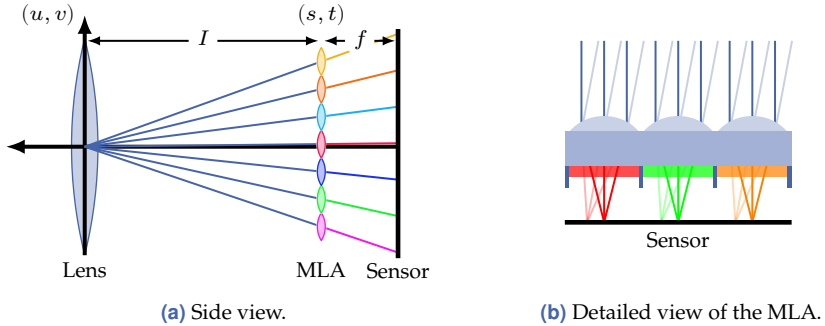 (u, v)
(s, t)
I
f
Lens
MLA
Sensor
(a) Side view.
Sensor
(b) Detailed view of the MLA.